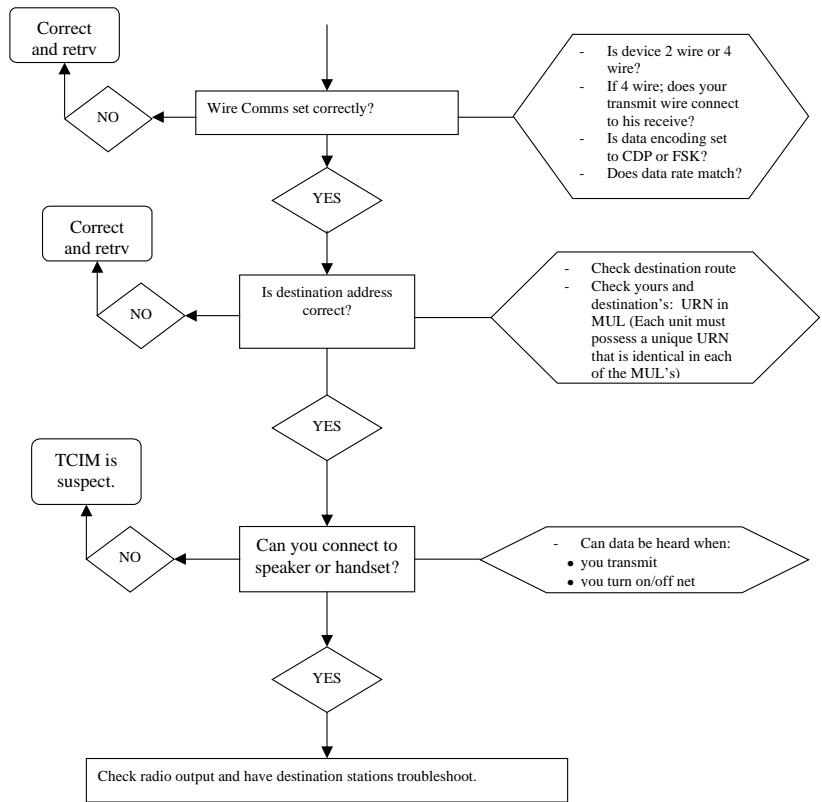 Correct
and retrv
NO
Wire Comms set correctly?
- Is device 2 wire or 4
wire?
- If 4 wire; does your
transmit wire connect
to his receive?
- Is data encoding set
to CDP or FSK?
- Does data rate match?
YES
Correct
and retrv
NO
Is destination address
correct?
- Check destination route
- Check yours and
destination's: URN in
MUL (Each unit must
possess a unique URN
that is identical in each
of the MUL's)
YES
TCIM is
suspect.
NO
Can you connect to
speaker or handset?
- Can data be heard when:
• you transmit
• you turn on/off net
YES
Check radio output and have destination stations troubleshoot.